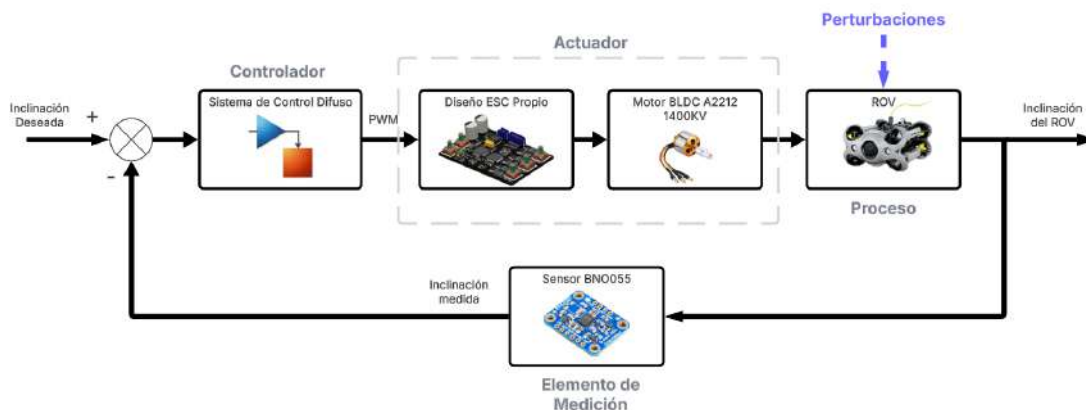 Perturbaciones
Actuador
Controlador
Sistema de Control Difuso
Diseño ESC Propio
Motor BLDC A2212
1400KV
ROV
Inclinación
Deseada
+
PWM
Inclinación
del ROV
-
Proceso
Inclinación
medida
Sensor BNO055
Elemento de
Medición